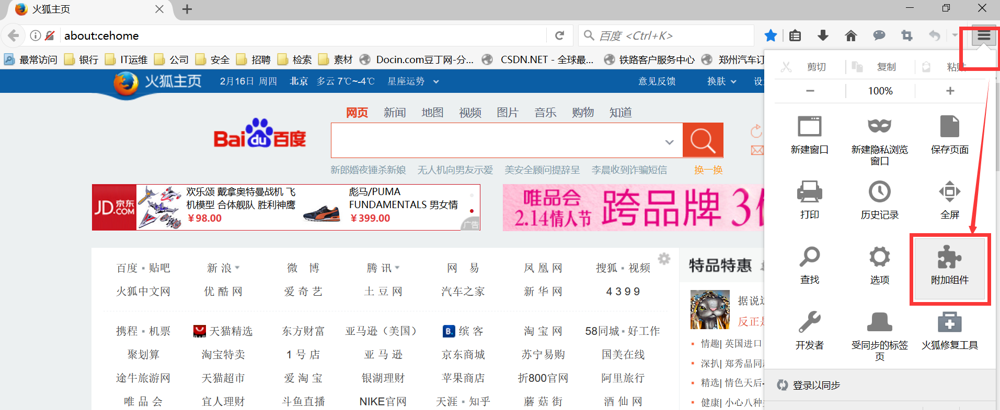 火狐主页
about:cehome
百度 <Ctrl+K>
最常访问 银行 IT运维 公司 安全 招聘 检索 素材 Docin.com豆丁网-分... CSDN.NET - 全球最... 铁路客户服务中心 郑州汽车订
剪切 复制 粘贴
100%
火狐主页 2月16日 周四 北京 多云 7℃~-4℃ 星座运势 意见反馈 换肤 设
网页 新闻 地图 视频 图片 音乐 购物 知道
Bai du 百度
新郎婚夜锤杀新娘 无人机向男友示爱 美安全顾问提辞呈 李晨收到诈骗短信 换一换
新建窗口 新建隐私浏览窗口 保存页面
打印 历史记录 全屏
查找 选项 附加组件
开发者 受同步的标签页 火狐修复工具
登录以同步
JD.京东
.COM
欢乐颂 戴拿奥特曼战机 飞
机模型 合体舰队 胜利神鹰
¥98.00
彪马/PUMA
FUNDAMENTALS 男女情
¥399.00
广告
唯品会
2.14情人节
跨品牌 3
百度▪贴吧 新 浪 微 博 腾 讯 网 易 凤 凰 网 搜狐▪视频
火狐中文网 优 酷 网 爱 奇 艺 土 豆 网 汽车之家 新 华 网 4 3 9 9
携程▪机票 天猫精选 东方财富 亚马逊（美国） B. 缤 客 淘 宝 网 58同城▪好工作
聚划算 淘宝特卖 1 号 店 亚 马 逊 京东商城 苏宁易购 国美在线
途牛旅游网 天猫超市 爱 淘 宝 银湖理财 苹果商店 折800官网 阿里旅行
唯 品 会 宜人理财 斗鱼直播 NIKE官网 天涯▪知乎 蘑 菇 街 酒 仙 网
特品特惠
据说
反正是
情趣| 英国进口
深扒| 郑秀晶同
精选| 情色天后-
健康| 小心八种